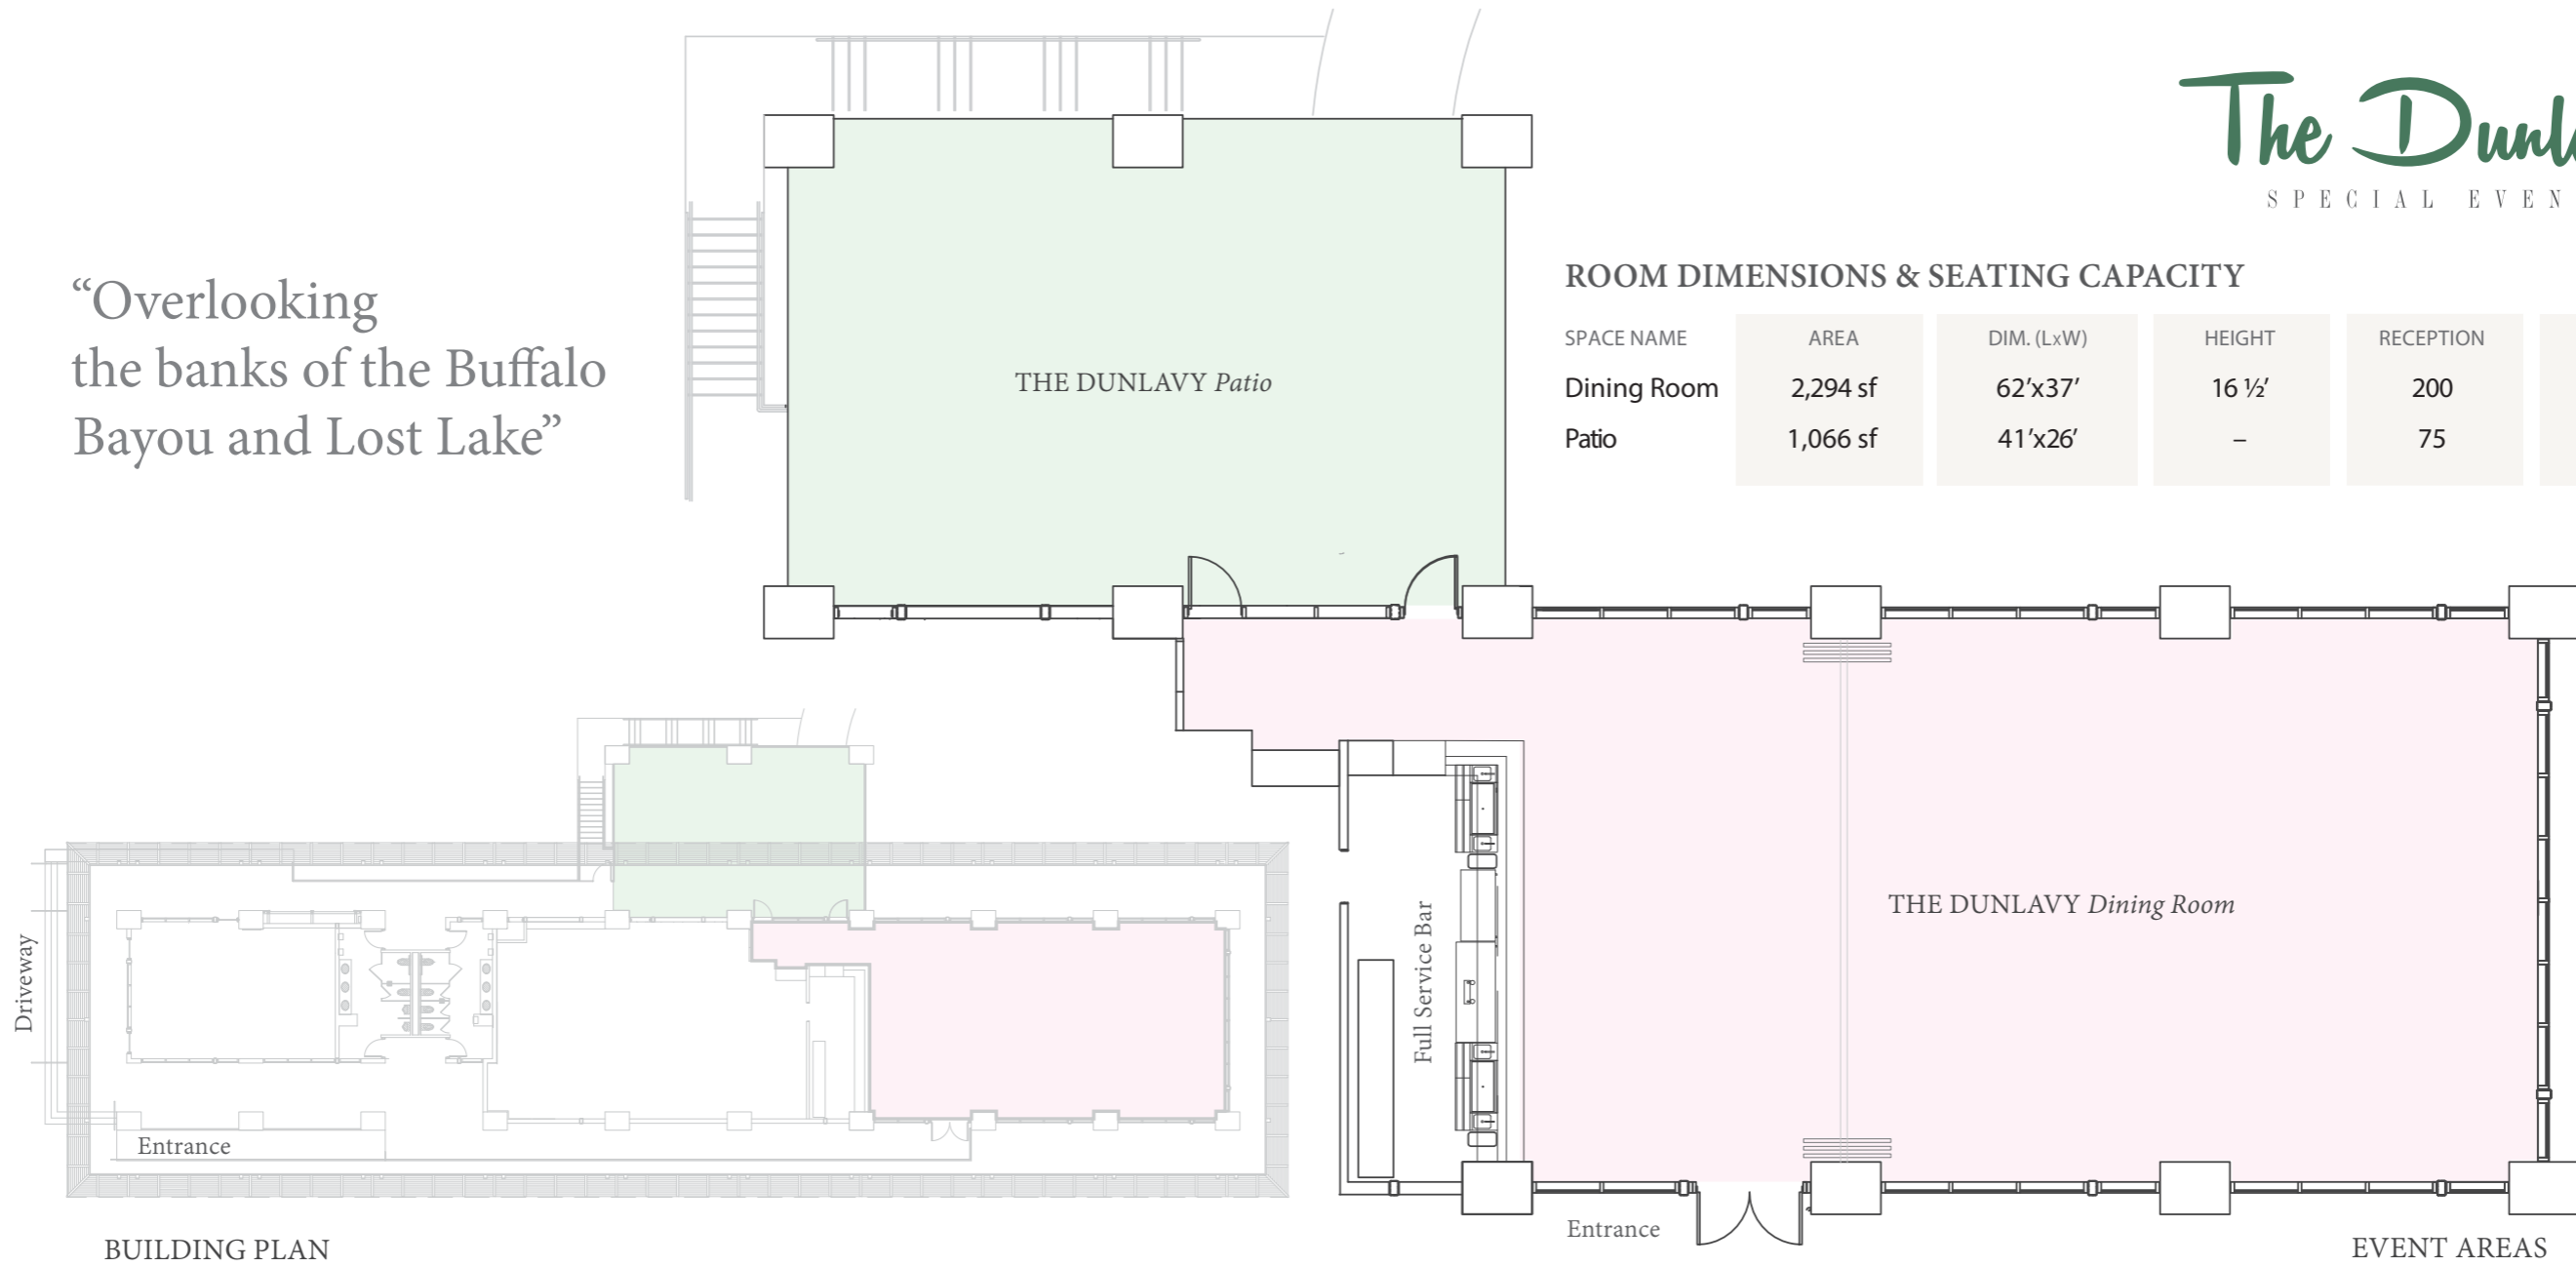 The Dunla
SPECIAL EVEN
“Overlooking
the banks of the Buffalo
Bayou and Lost Lake”
ROOM DIMENSIONS & SEATING CAPACITY
SPACE NAME AREA DIM. (LxW) HEIGHT RECEPTION
Dining Room 2,294 sf 62’x37’ 16 ½’ 200
Patio 1,066 sf 41’x26’ – 75
THE DUNLAVY Patio
THE DUNLAVY Dining Room
Full Service Bar
Entrance
Driveway
Entrance
BUILDING PLAN
EVENT AREAS